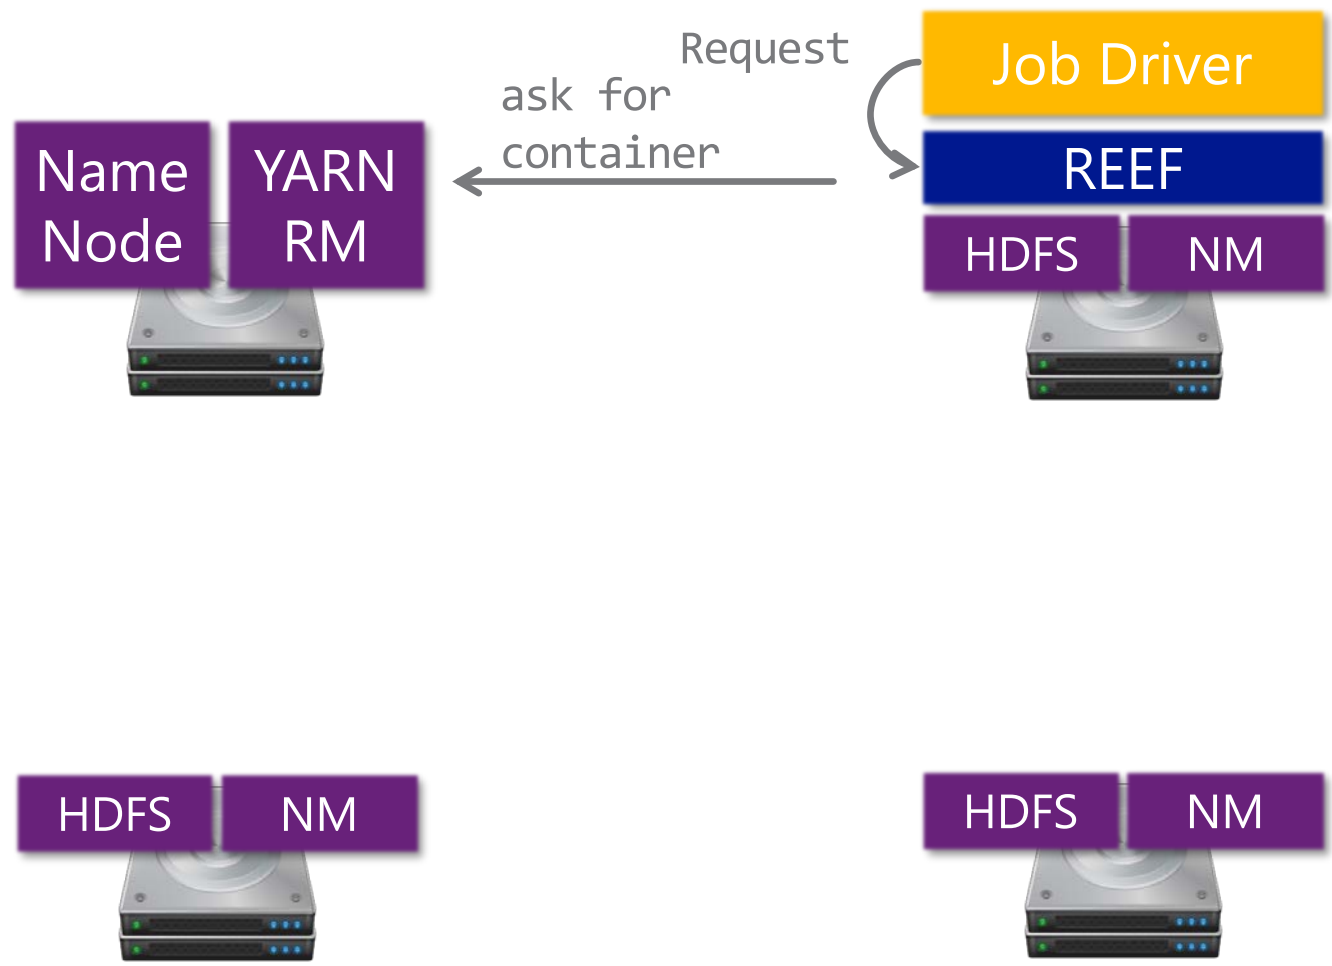 Request
Job Driver
ask for
container
Name
Node
YARN
RM
REEF
HDFS
NM
HDFS
NM
HDFS
NM